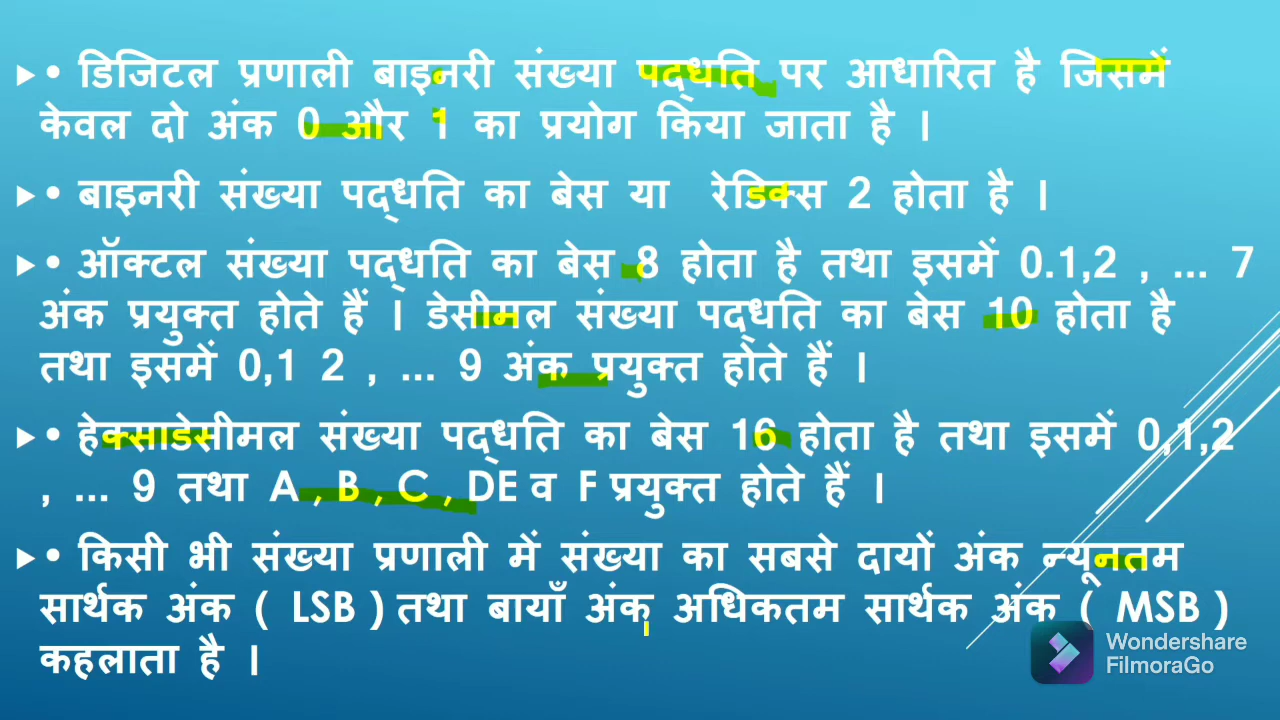 • डिजिटल प्रणाली बाइनरी संख्या पद्धति पर आधारित है जिसमें
केवल दो अंक 0 और 1 का प्रयोग किया जाता है ।
• बाइनरी संख्या पद्धति का बेस या रेडिक्स 2 होता है ।
• ऑक्टल संख्या पद्धति का बेस 8 होता है तथा इसमें 0.1,2 , ... 7
अंक प्रयुक्त होते हैं । डेसीमल संख्या पद्धति का बेस 10 होता है
तथा इसमें 0,1 2 , ... 9 अंक प्रयुक्त होते हैं ।
• हेक्साडेसीमल संख्या पद्धति का बेस 16 होता है तथा इसमें 0,1,2
, ... 9 तथा A , B , C , DE व F प्रयुक्त होते हैं ।
• किसी भी संख्या प्रणाली में संख्या का सबसे दायों अंक न्यूनतम
सार्थक अंक ( LSB ) तथा बायाँ अंक अधिकतम सार्थक अंक ( MSB )
कहलाता है ।
Wondershare
FilmoraGo